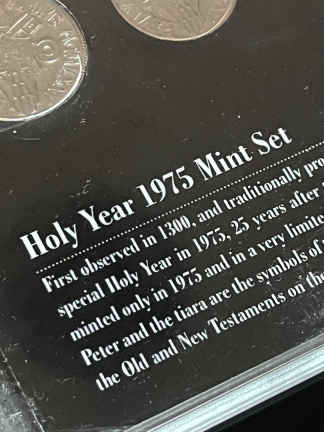 Holy Year 1975 Mint Set
First observed in 1300, and traditionally
special Holy Year in 1975, 25 years after
minted only in 1975 and in a very limite
Peter and the tiara are the symbols of
the Old and New Testaments on the